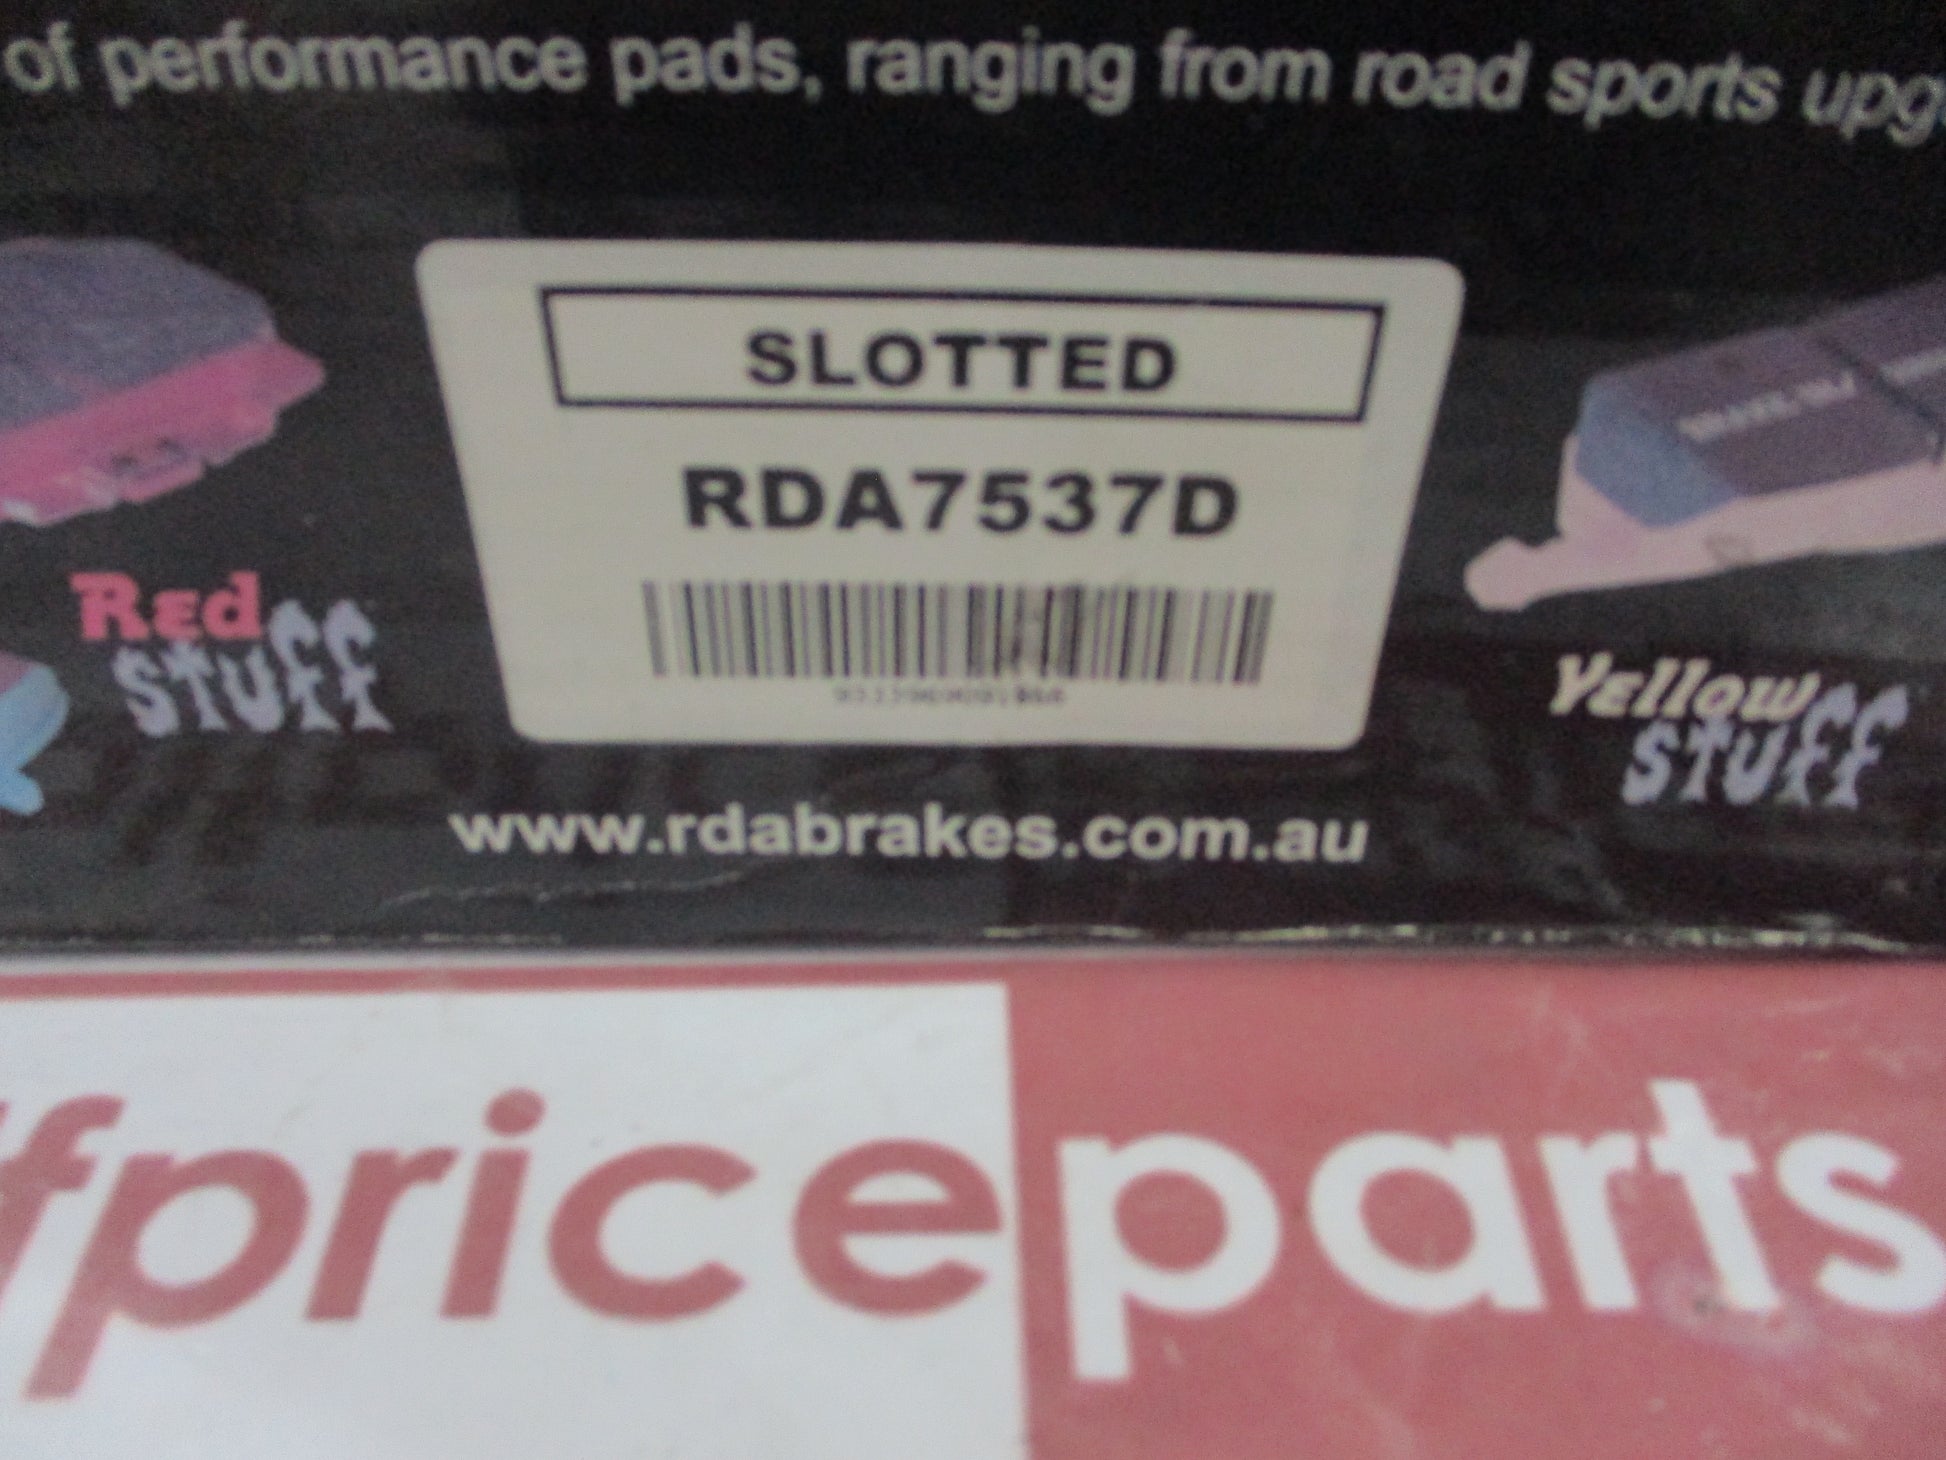 of performance pads, ranging from road sports upg
SLOTTED
RDA7537D
Red
STUFF
Yellow
STUFF
www.rdabrakes.com.au
fpriceparts